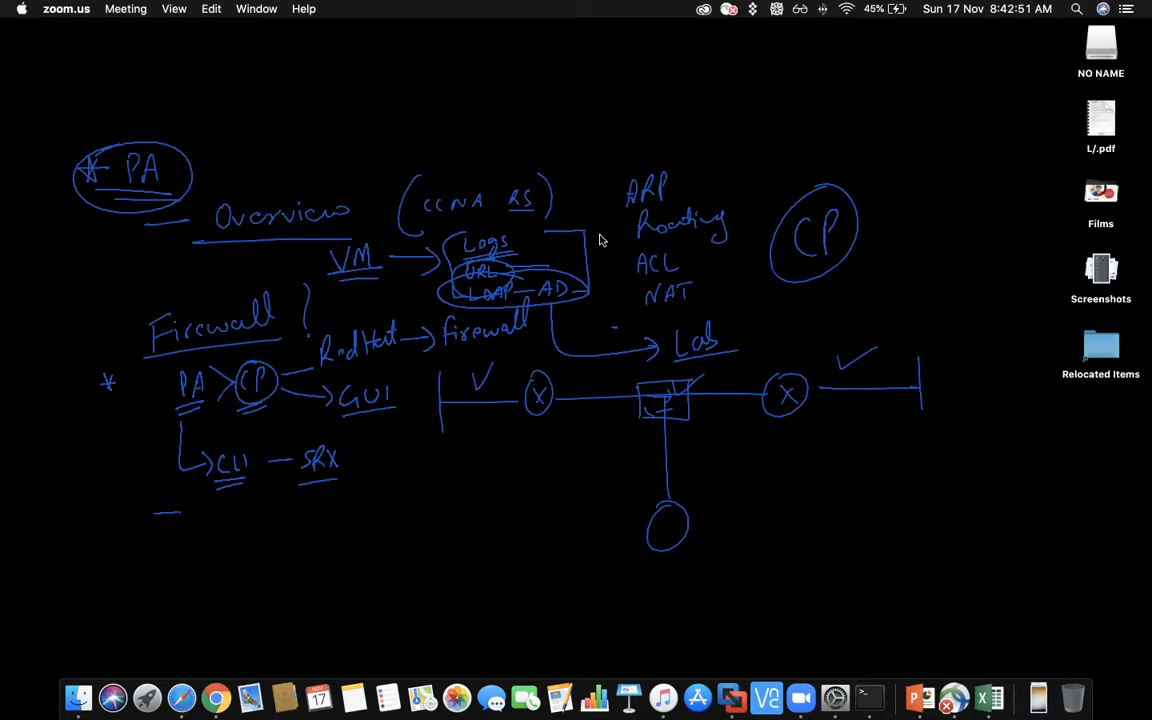 zoom.us Meeting View Edit Window Help 45% Sun 17 Nov 8:42:51 AM
NO NAME
L/.pdf
Films
Screenshots
Relocated Items
* PA
Overview
(CCNA RS)
VM → Logs
URL
LDAP - AD
ARP
Routing
ACL
NAT
CP
Firewall ?
RedHat → firewall
Lab
* PA > CP
→ GUI
→ CLI - SRX
X
X
NOV
17